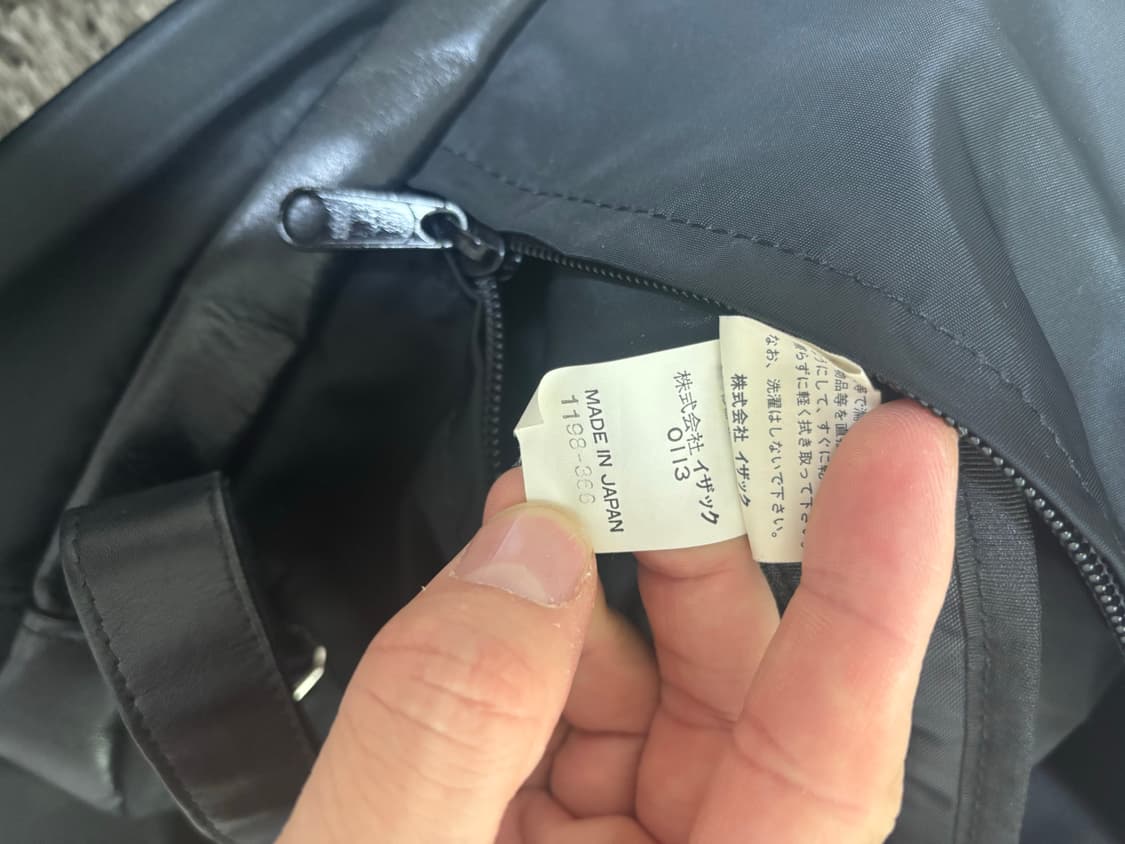 株式会社イザック
0113
MADE IN JAPAN
1198-360
にして、すぐに
らずに軽く拭き取って下さい
なお、洗濯はしないで下さい。
株式会社 イザック